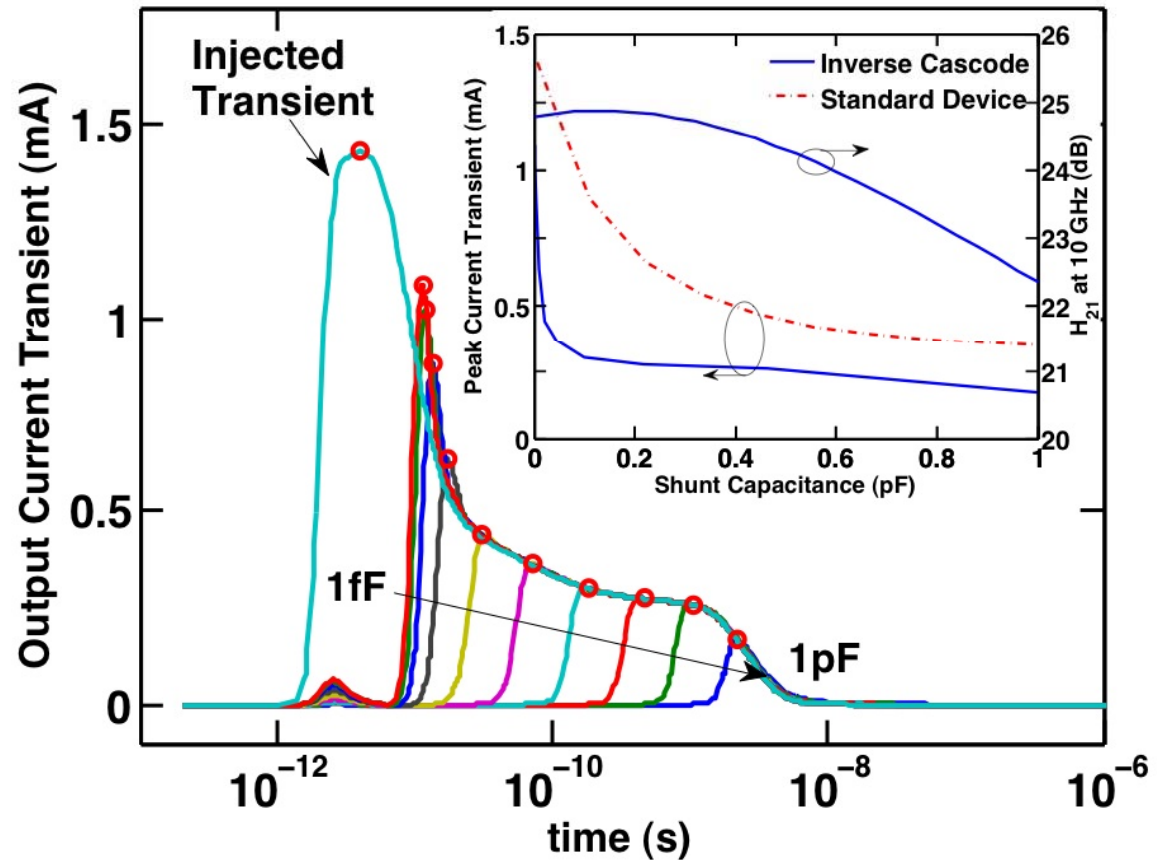 Injected
Transient
Output Current Transient (mA)
1.5
1
0.5
0
10⁻¹²
10⁻¹⁰
10⁻⁸
10⁻⁶
time (s)
1fF
1pF
Inverse Cascode
Standard Device
Peak Current Transient (mA)
1.5
1
0.5
0
0
0.2
0.4
0.6
0.8
1
Shunt Capacitance (pF)
26
25
24
23
22
21
20
H₂₁ at 10 GHz (dB)